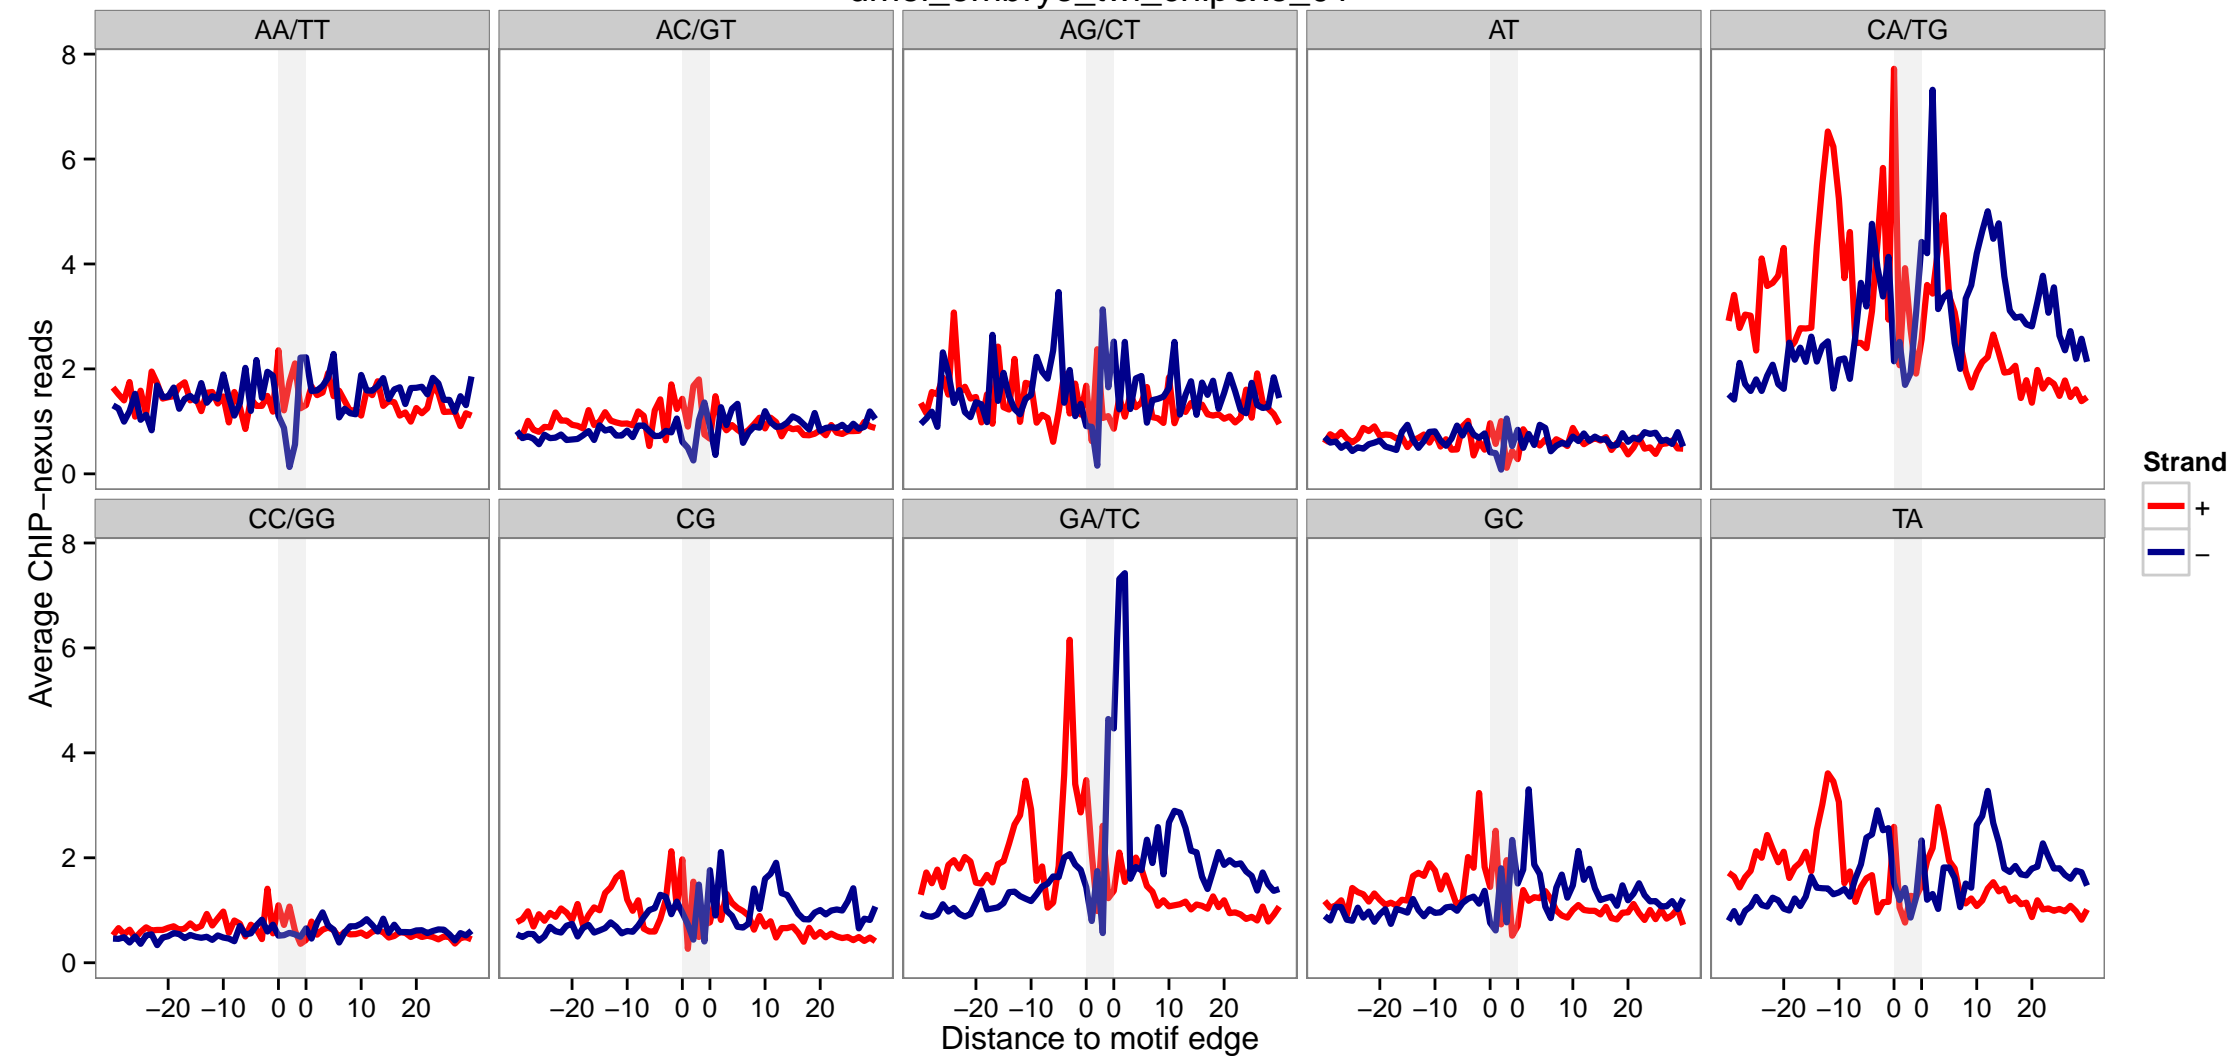 AA/TT AC/GT AG/CT AT CA/TG
8
6
4
2
0
CC/GG CG GA/TC GC TA
8
6
4
2
0
−20 −10 0 0 10 20 −20 −10 0 0 10 20 −20 −10 0 0 10 20 −20 −10 0 0 10 20 −20 −10 0 0 10 20
Distance to motif edge
Average ChIP−nexus reads
Strand
+
−